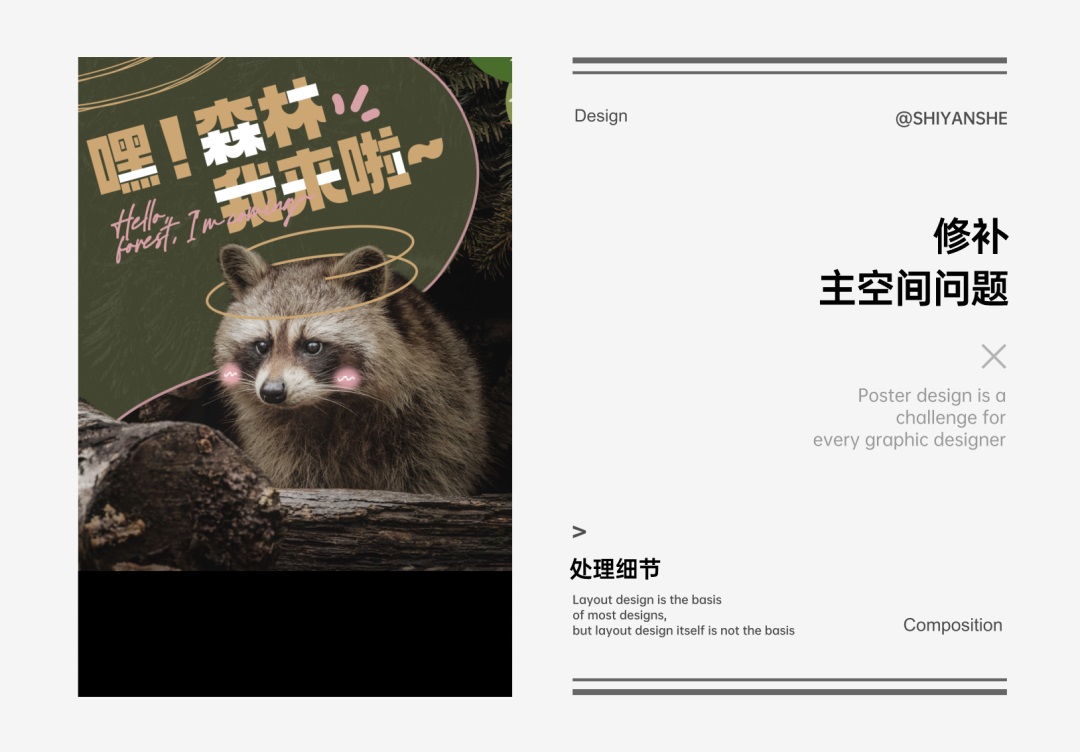 嘿！森林
我来啦~
Hello,
forest, I'm coming
Design
@SHIYANSHE
修补
主空间问题
Poster design is a
challenge for
every graphic designer
>
处理细节
Layout design is the basis
of most designs,
but layout design itself is not the basis
Composition